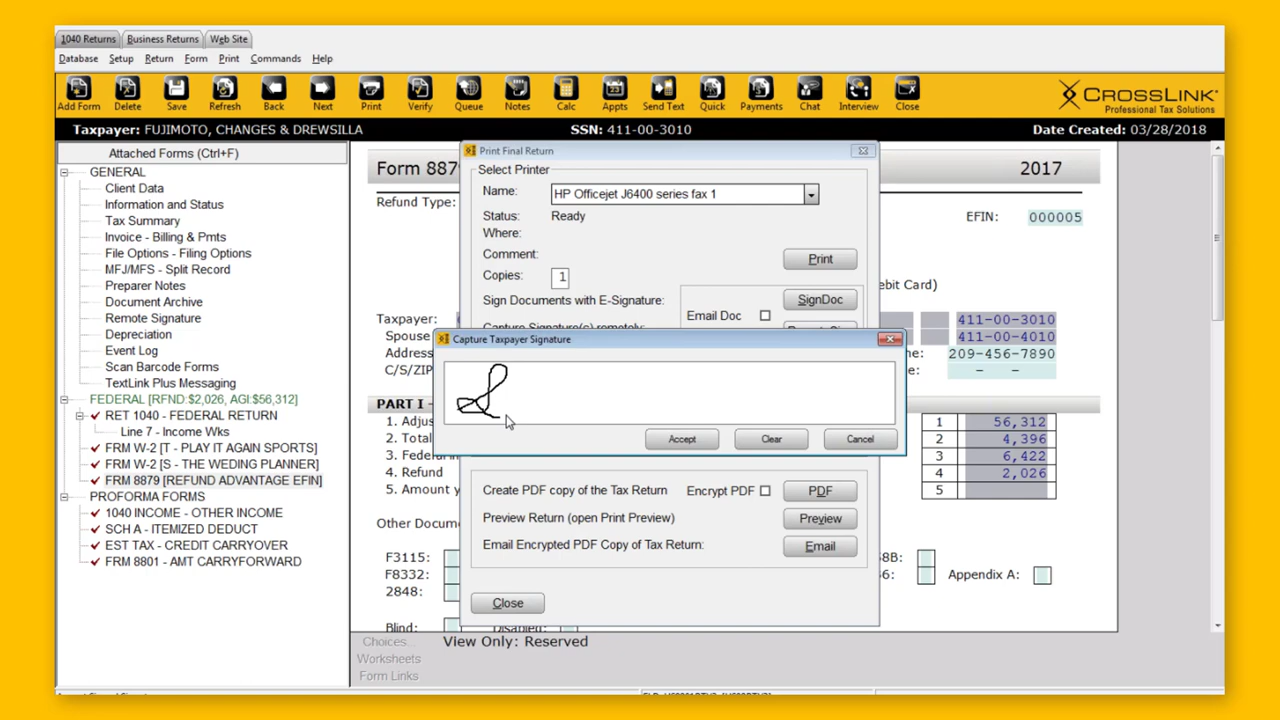 1040 Returns Business Returns Web Site
Database Setup Return Form Print Commands Help
Add Form Delete Save Refresh Back Next Print Verify Queue Notes Calc Appts Send Text Quick Payments Chat Interview Close
CROSSLINK
Professional Tax Solutions
Taxpayer: FUJIMOTO, CHANGES & DREWSILLA SSN: 411-00-3010 Date Created: 03/28/2018
Attached Forms (Ctrl+F)
GENERAL
Client Data
Information and Status
Tax Summary
Invoice - Billing & Pmts
File Options - Filing Options
MFJ/MFS - Split Record
Preparer Notes
Document Archive
Remote Signature
Depreciation
Event Log
Scan Barcode Forms
TextLink Plus Messaging
FEDERAL [RFND:$2,026, AGI:$56,312]
RET 1040 - FEDERAL RETURN
Line 7 - Income Wks
FRM W-2 [T - PLAY IT AGAIN SPORTS]
FRM W-2 [S - THE WEDING PLANNER]
FRM 8879 [REFUND ADVANTAGE EFIN]
PROFORMA FORMS
1040 INCOME - OTHER INCOME
SCH A - ITEMIZED DEDUCT
EST TAX - CREDIT CARRYOVER
FRM 8801 - AMT CARRYFORWARD
Form 887 2017
Refund Type: EFIN: 000005
ebit Card)
Taxpayer: 411-00-3010
Spouse 411-00-4010
Address 209-456-7890
C/S/ZIP e: - -
PART I -
1. Adjus 1 56,312
2. Total 2 4,396
3. Federal 3 6,422
4. Refund 4 2,026
5. Amount y 5
Other Docum
F3115: 8B:
F8332: 6: Appendix A:
2848:
Blind: Disabled:
Print Final Return
Select Printer
Name: HP Officejet J6400 series fax 1
Status: Ready
Where:
Comment:
Print
Copies: 1
Sign Documents with E-Signature: Email Doc SignDoc
Capture Signature(s) remotely:
Capture Taxpayer Signature
Accept Clear Cancel
Create PDF copy of the Tax Return Encrypt PDF PDF
Preview Return (open Print Preview) Preview
Email Encrypted PDF Copy of Tax Return: Email
Close
Choices... View Only: Reserved
Worksheets
Form Links